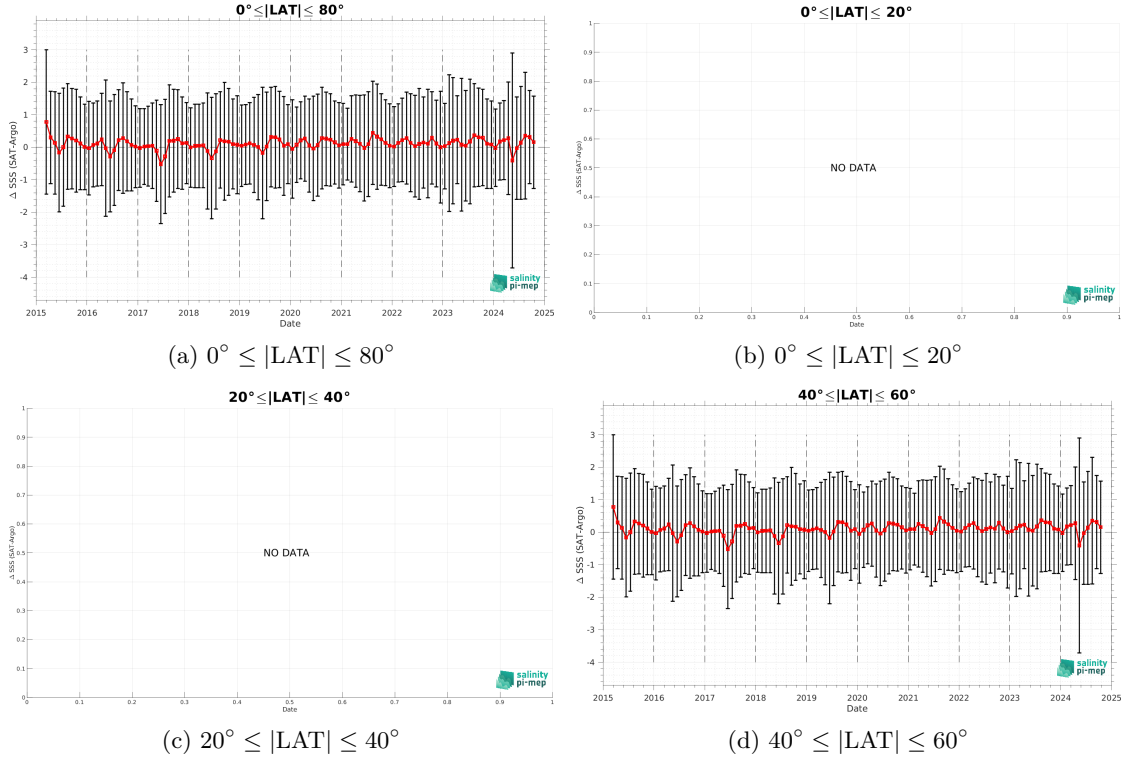 0°≤|LAT|≤ 80°
3
2
1
0
-1
-2
-3
-4
Δ SSS (SAT-Argo)
2015 2016 2017 2018 2019 2020 2021 2022 2023 2024 2025
Date
salinity
pi-mep
(a) 0° ≤ |LAT| ≤ 80°
0°≤|LAT|≤ 20°
1
0.9
0.8
0.7
0.6
0.5
0.4
0.3
0.2
0.1
0
Δ SSS (SAT-Argo)
NO DATA
0 0.1 0.2 0.3 0.4 0.5 0.6 0.7 0.8 0.9 1
Date
salinity
pi-mep
(b) 0° ≤ |LAT| ≤ 20°
20°≤|LAT|≤ 40°
1
0.9
0.8
0.7
0.6
0.5
0.4
0.3
0.2
0.1
0
Δ SSS (SAT-Argo)
NO DATA
0 0.1 0.2 0.3 0.4 0.5 0.6 0.7 0.8 0.9 1
Date
salinity
pi-mep
(c) 20° ≤ |LAT| ≤ 40°
40°≤|LAT|≤ 60°
3
2
1
0
-1
-2
-3
-4
Δ SSS (SAT-Argo)
2015 2016 2017 2018 2019 2020 2021 2022 2023 2024 2025
Date
salinity
pi-mep
(d) 40° ≤ |LAT| ≤ 60°